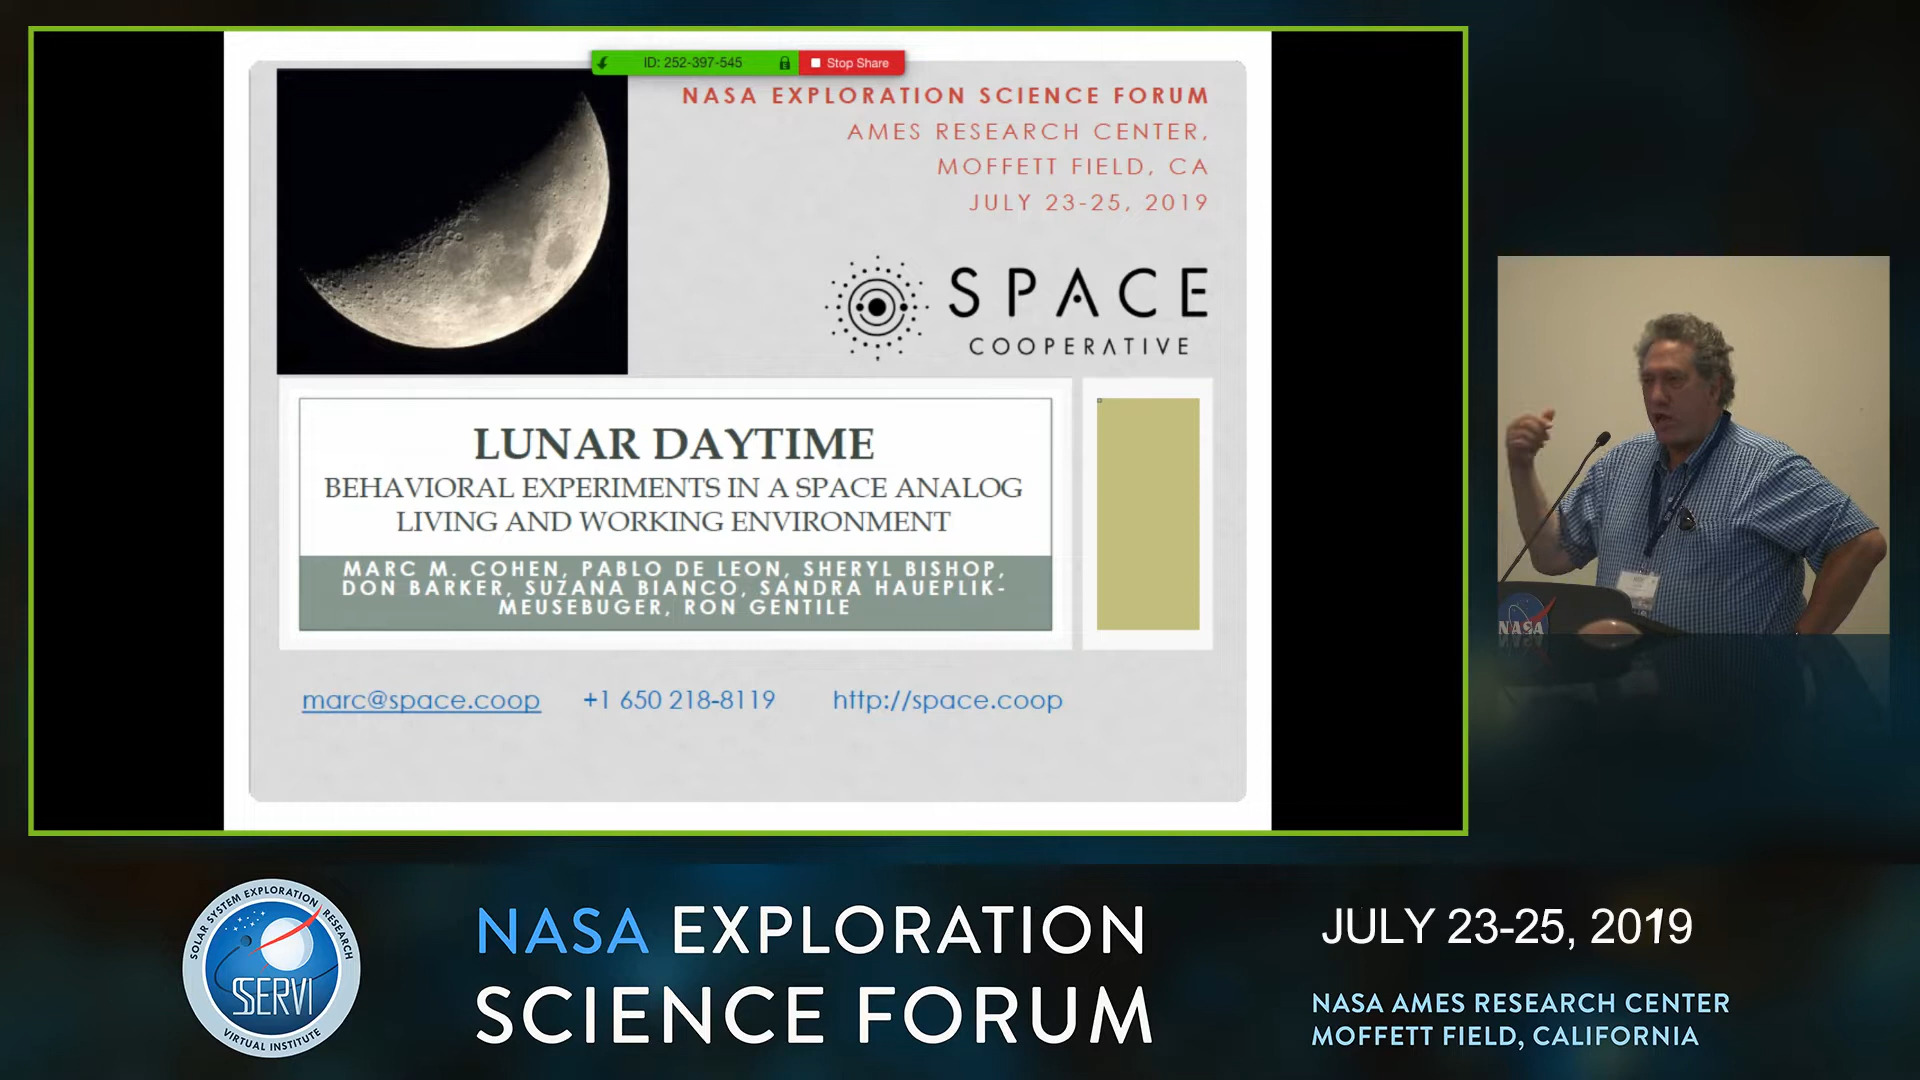 ID: 252-397-545
Stop Share
NASA EXPLORATION SCIENCE FORUM
AMES RESEARCH CENTER,
MOFFETT FIELD, CA
JULY 23-25, 2019
SPACE
COOPERATIVE
LUNAR DAYTIME
BEHAVIORAL EXPERIMENTS IN A SPACE ANALOG
LIVING AND WORKING ENVIRONMENT
MARC M. COHEN, PABLO DE LEON, SHERYL BISHOP,
DON BARKER, SUZANA BIANCO, SANDRA HAUEPLIK-
MEUSEBUGER, RON GENTILE
marc@space.coop +1 650 218-8119 http://space.coop
NASA
SOLAR SYSTEM EXPLORATION RESEARCH
SSERVI
VIRTUAL INSTITUTE
NASA EXPLORATION
SCIENCE FORUM
JULY 23-25, 2019
NASA AMES RESEARCH CENTER
MOFFETT FIELD, CALIFORNIA